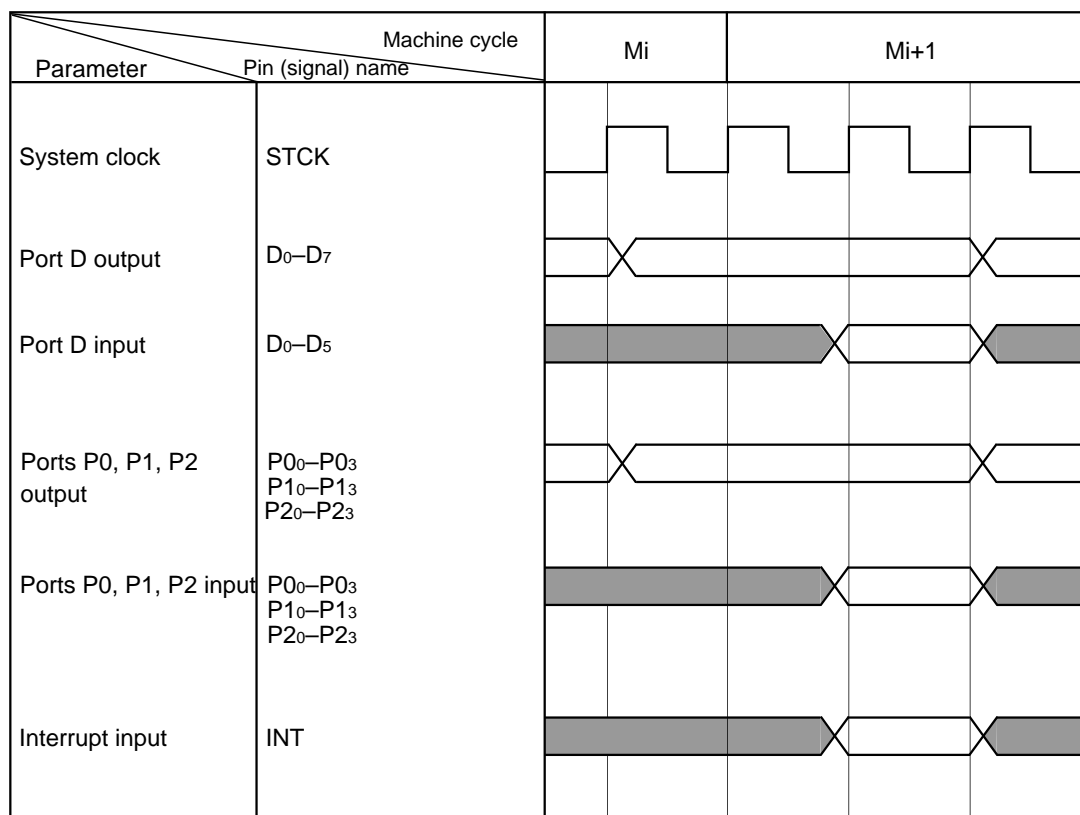 Machine cycle
Parameter
Pin (signal) name
Mi
Mi+1
System clock
STCK
Port D output
D0–D7
Port D input
D0–D5
Ports P0, P1, P2
output
P00–P03
P10–P13
P20–P23
Ports P0, P1, P2 input
P00–P03
P10–P13
P20–P23
Interrupt input
INT